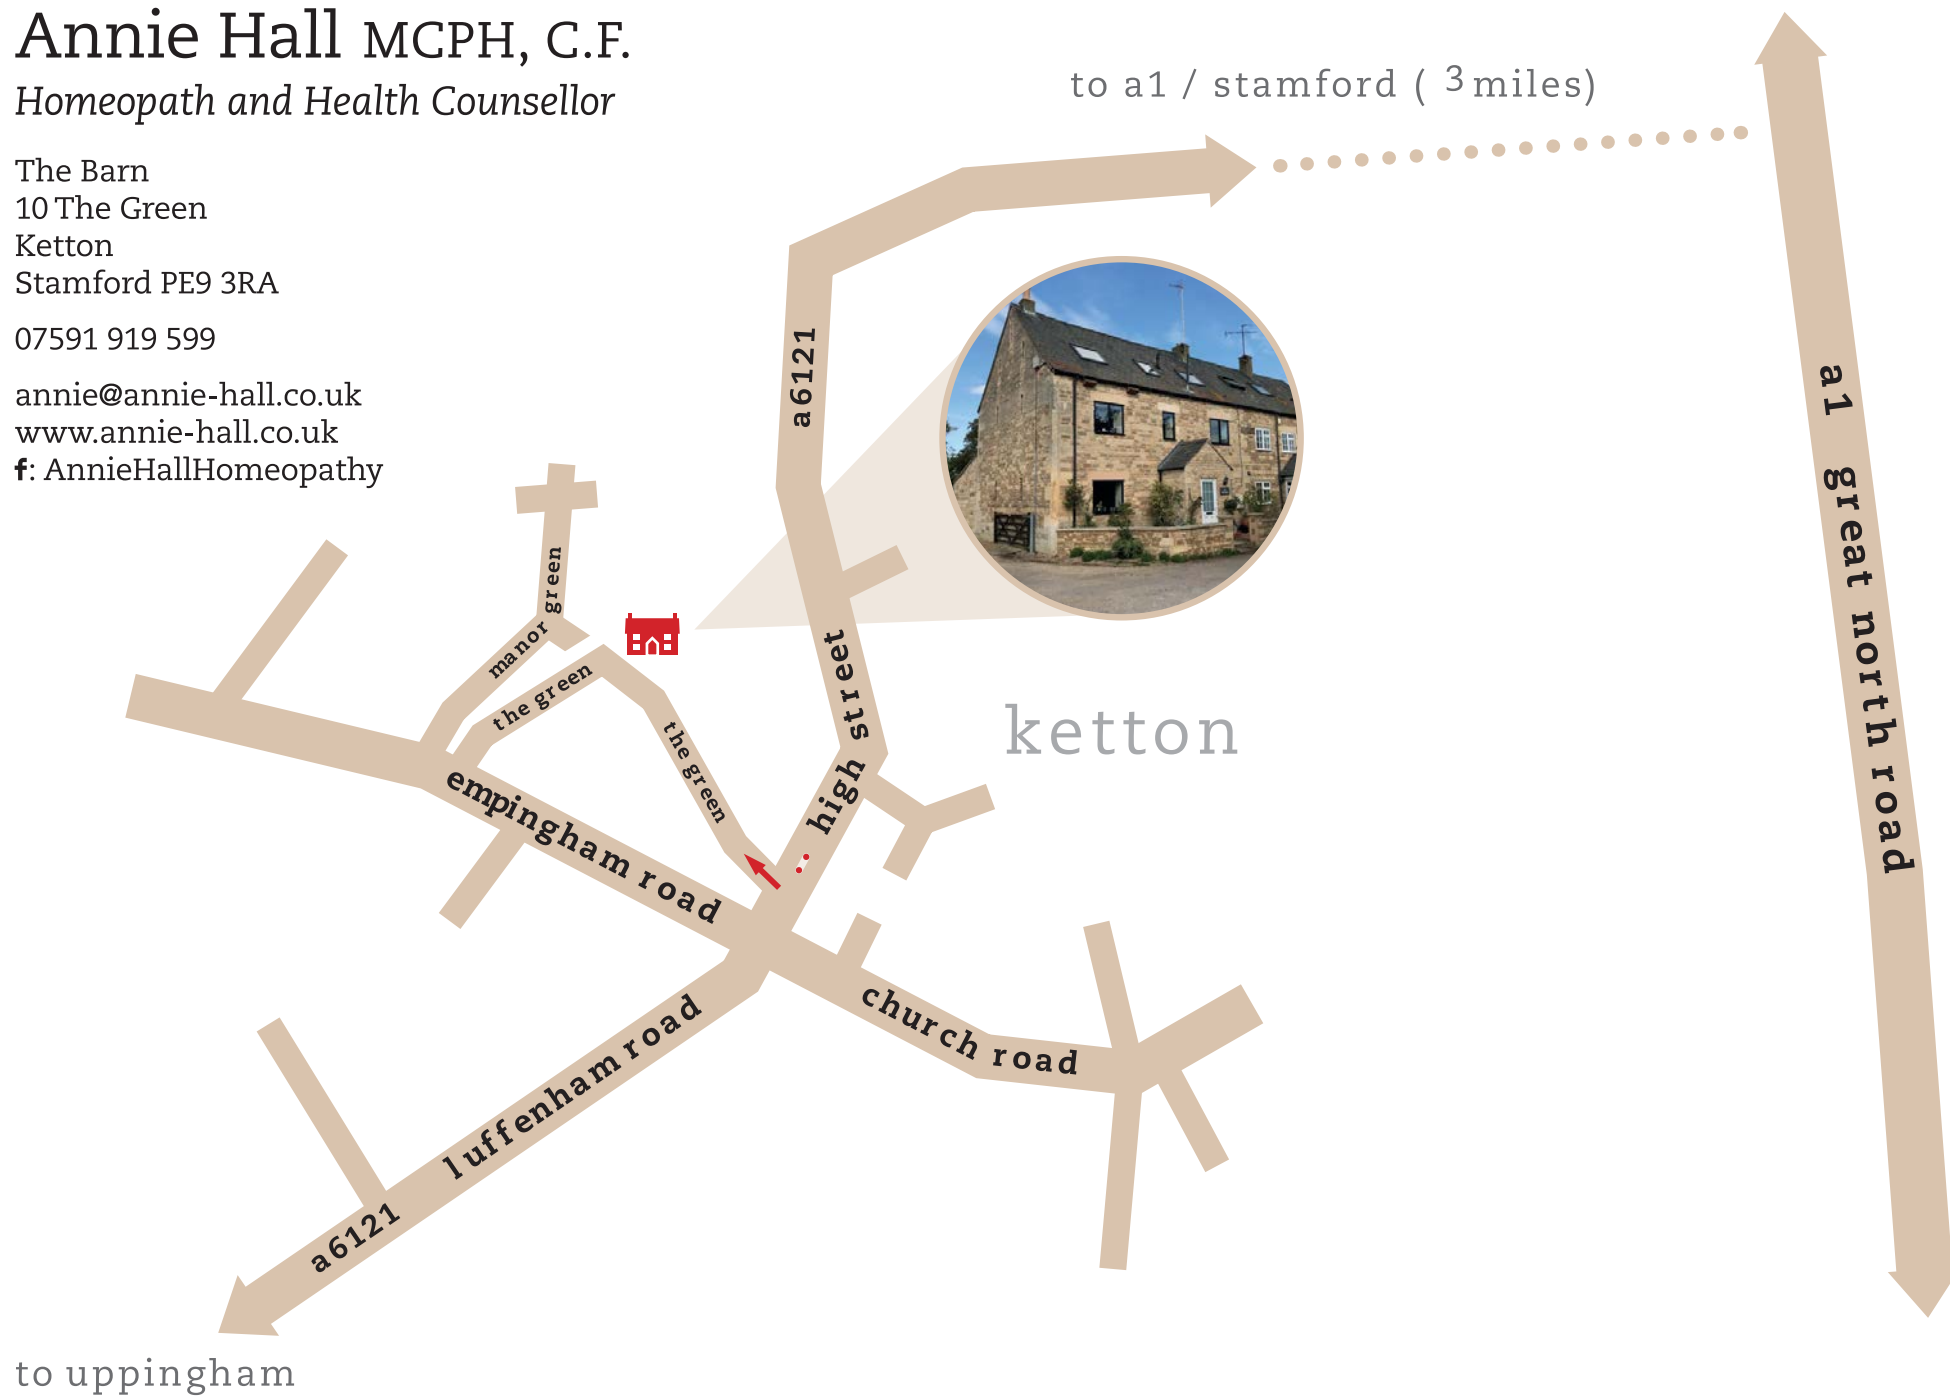 Annie Hall MCPH, C.F.
Homeopath and Health Counsellor
The Barn
10 The Green
Ketton
Stamford PE9 3RA
07591 919 599
annie@annie-hall.co.uk
www.annie-hall.co.uk
f: AnnieHallHomeopathy
to a1 / stamford ( 3 miles)
a6121
a1 great north road
manor green
the green
the green
high street
ketton
empingham road
church road
luffenham road
a6121
to uppingham